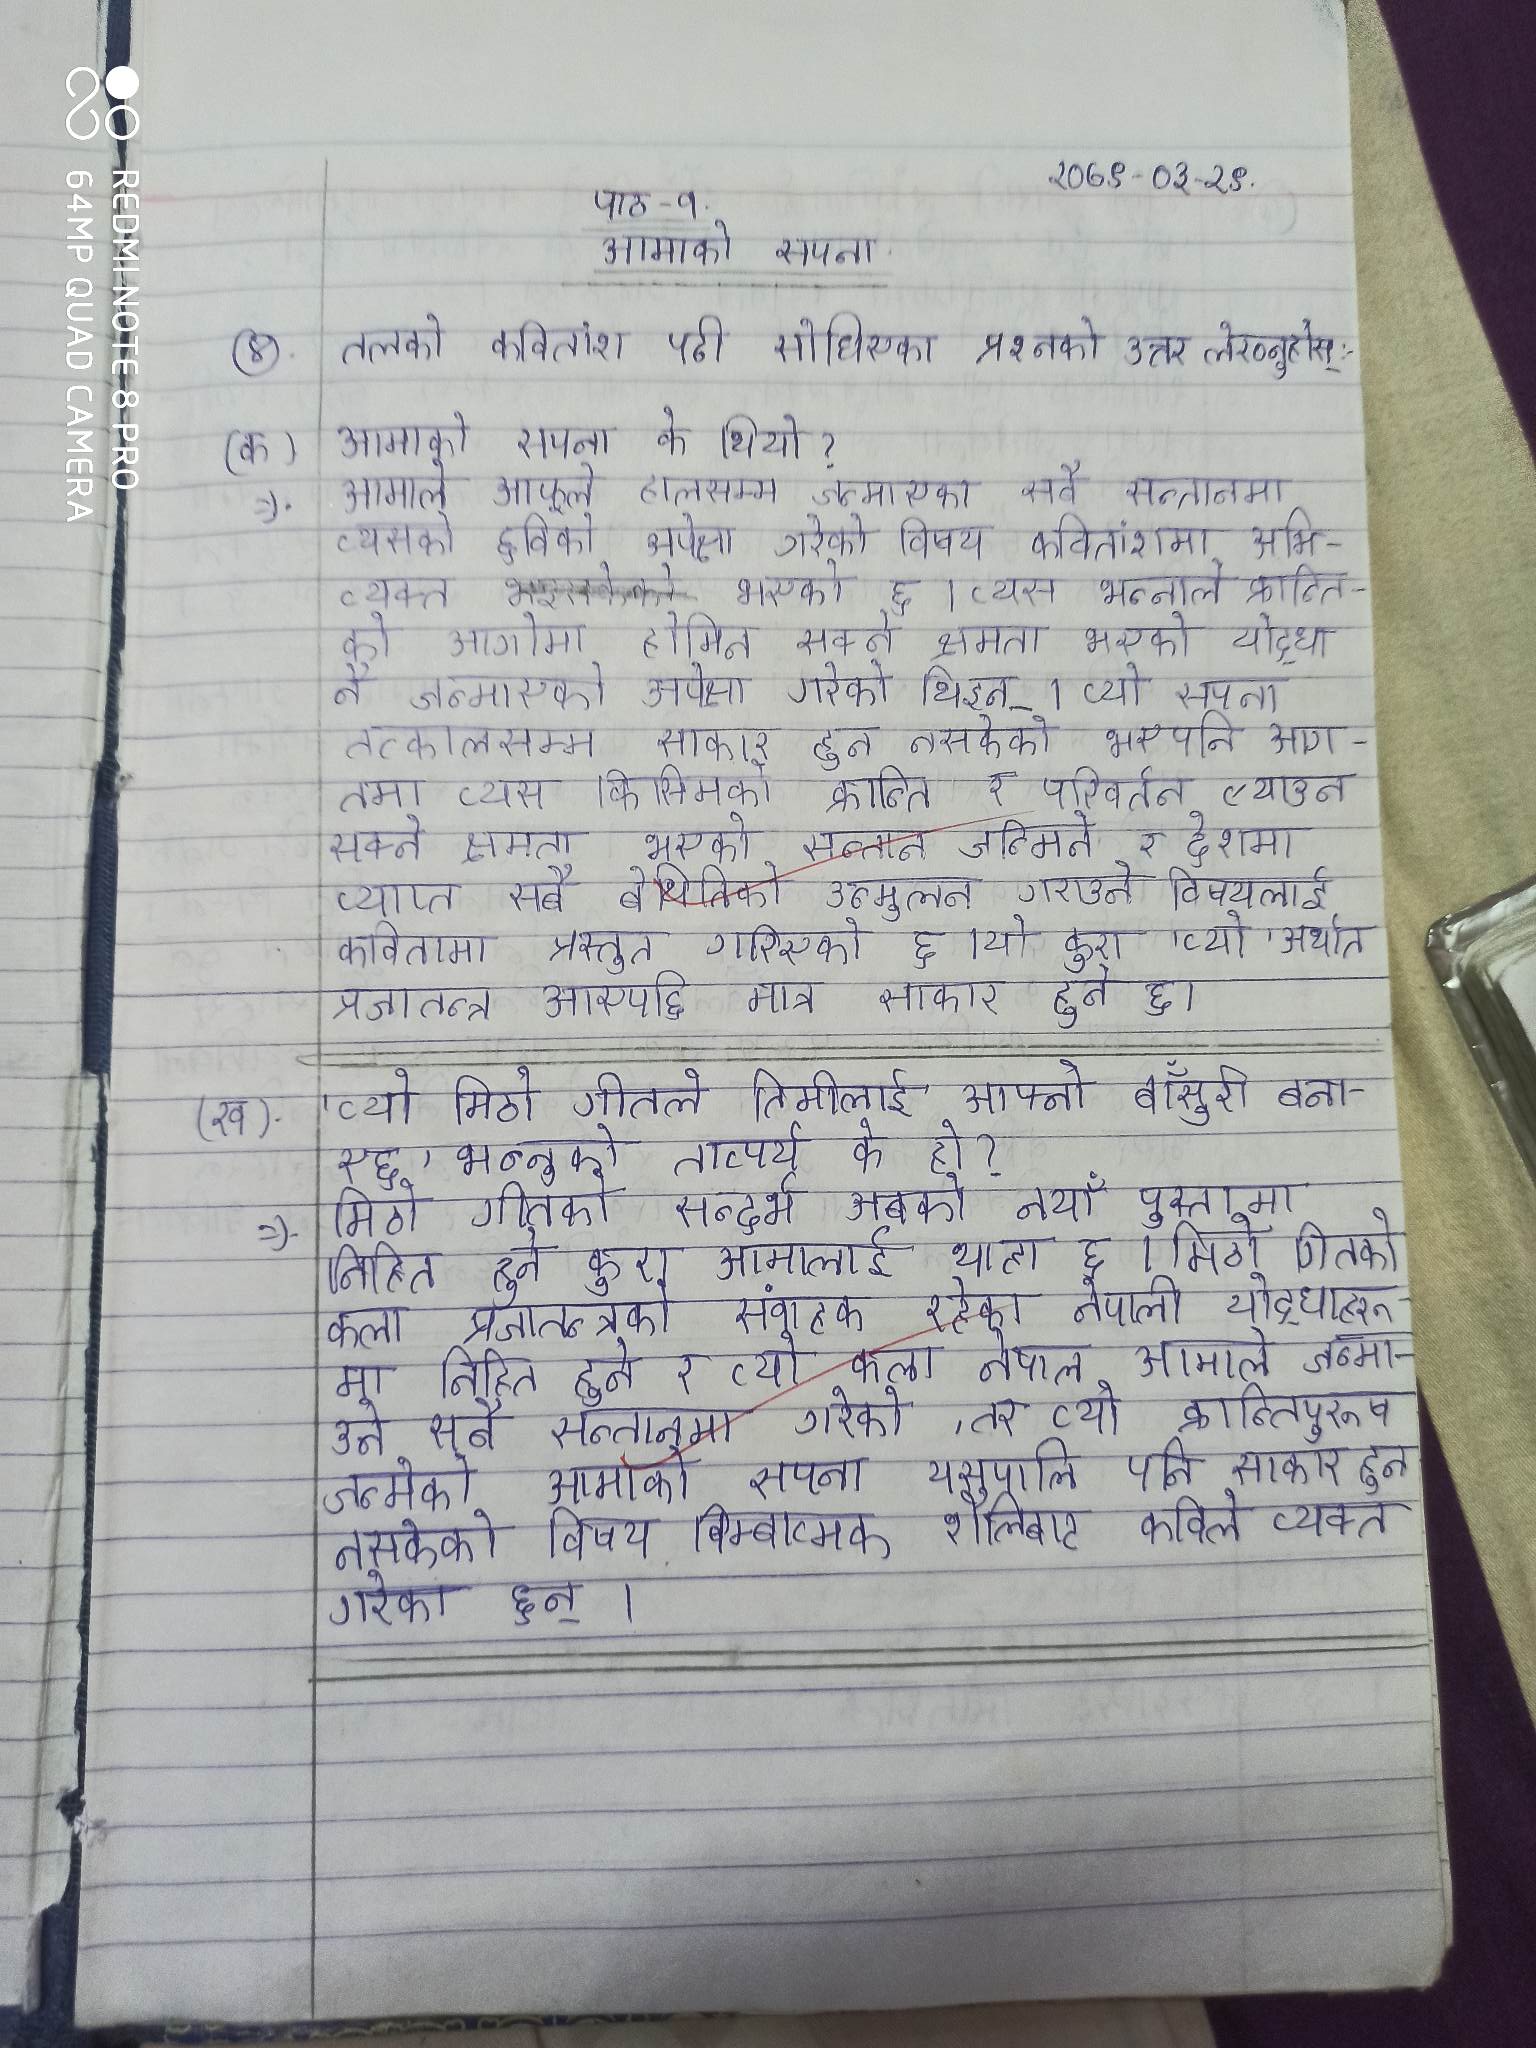 २०७९-०३-२९.
पाठ-१.
आमाको सपना.
(४). तलको कवितांश पढी सोधिएका प्रश्नको उत्तर लेख्नुहोस्:-
(क) आमाको सपना के थियो?
⇒. आमाले आफूले हालसम्म जन्माएका सबै सन्तानमा
त्यसको छविको अपेक्षा गरेको विषय कवितांशमा अभि-
व्यक्त भएको छ । त्यस भन्नाले क्रान्ति-
को आगोमा होमिन सक्ने क्षमता भएको योद्धा
नै जन्माएको अपेक्षा गरेको थिइन् । त्यो सपना
तत्कालसम्म साकार हुन नसकेको भएपनि आग-
तमा त्यस किसिमको क्रान्ति र परिवर्तन ल्याउन
सक्ने क्षमता भएको सन्तान जन्मिने र देशमा
व्याप्त सबै बेथितिको उन्मुलन गराउने विषयलाई
कवितामा प्रस्तुत गरिएको छ ।यो कुरा 'त्यो' अर्थात
प्रजातन्त्र आएपछि मात्र साकार हुने छ।
(ख). 'त्यो मिठो गीतले तिमीलाई आफ्नो बाँसुरी बना-
एछ' भन्नुको तात्पर्य के हो?
⇒. मिठो गीतको सन्दर्भ अबको नयाँ पुस्तामा
निहित हुने कुरा आमालाई थाहा छ । मिठो गितको
कला प्रजातन्त्रको संवाहक रहेका नेपाली योद्धाहरू-
मा निहित हुने र त्यो कला नेपाल आमाले जन्मा-
उने सबै सन्तानमा गरेको ,तर त्यो क्रान्तिपुरूष
जन्मेको आमाको सपना यसुपालि पनि साकार हुन
नसकेको विषय बिम्बात्मक शैलिबाट कविले व्यक्त
गरेका छन् ।
REDMI NOTE 8 PRO
64MP QUAD CAMERA